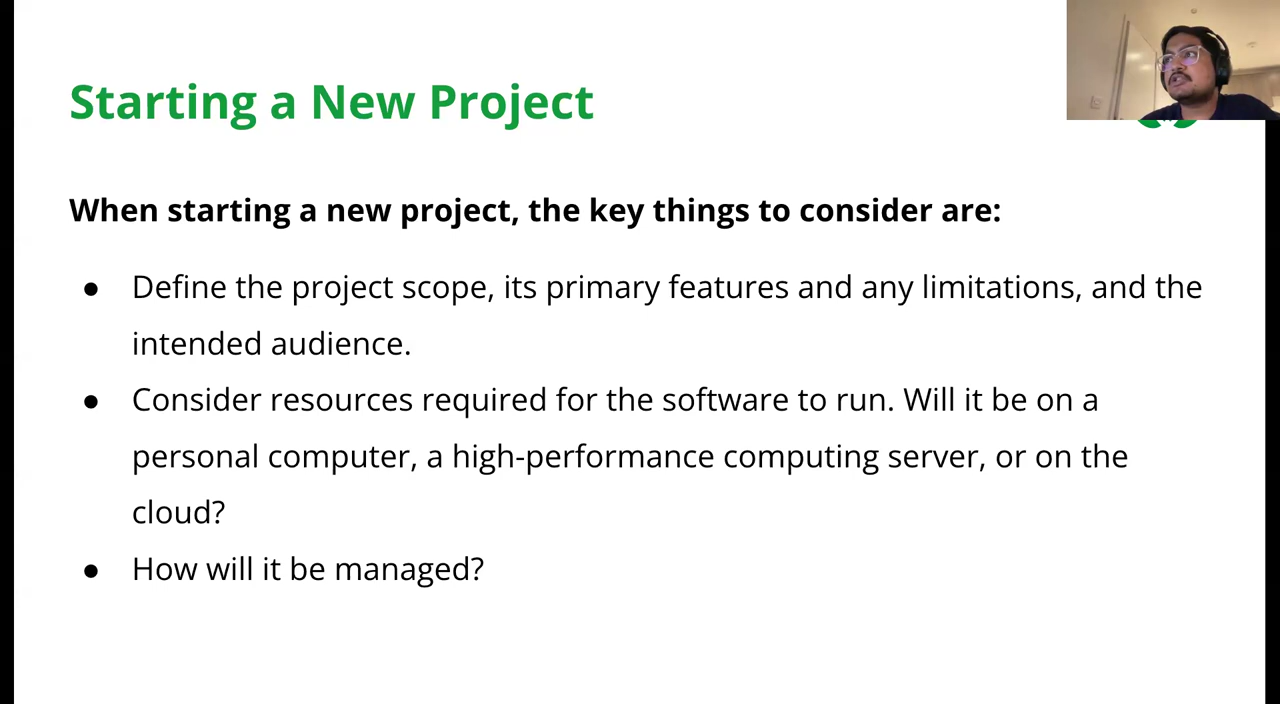 Starting a New Project
When starting a new project, the key things to consider are:
● Define the project scope, its primary features and any limitations, and the
intended audience.
● Consider resources required for the software to run. Will it be on a
personal computer, a high-performance computing server, or on the
cloud?
● How will it be managed?